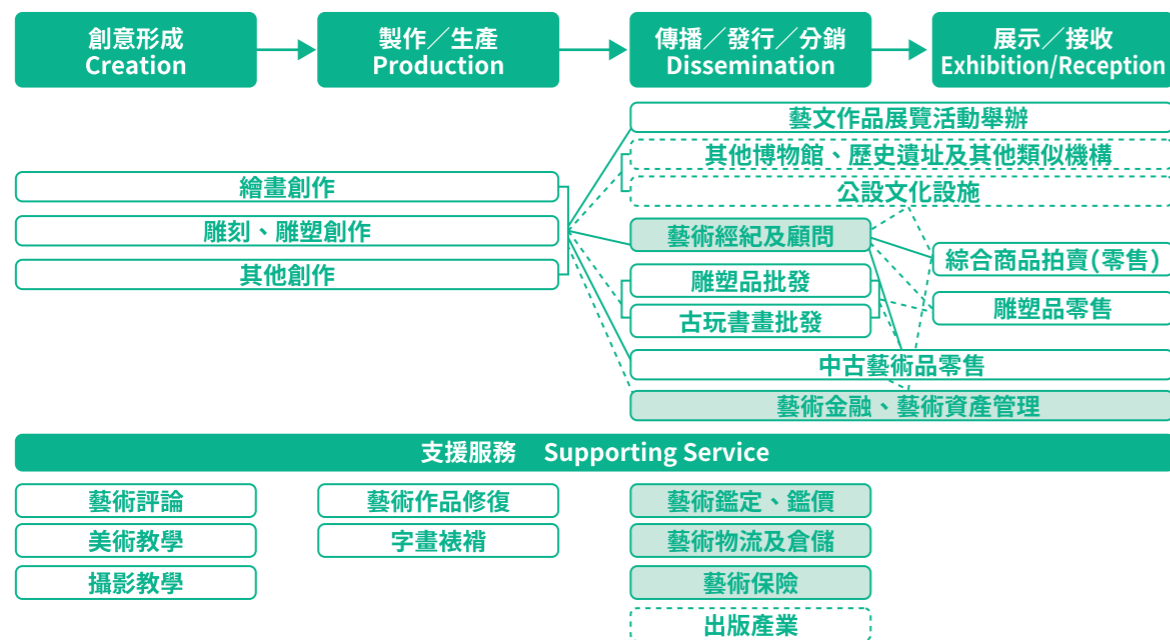 創意形成
Creation
製作／生產
Production
傳播／發行／分銷
Dissemination
展示／接收
Exhibition/Reception
繪畫創作
雕刻、雕塑創作
其他創作
藝文作品展覽活動舉辦
其他博物館、歷史遺址及其他類似機構
公設文化設施
藝術經紀及顧問
雕塑品批發
古玩書畫批發
綜合商品拍賣(零售)
雕塑品零售
中古藝術品零售
藝術金融、藝術資產管理
支援服務 Supporting Service
藝術評論
美術教學
攝影教學
藝術作品修復
字畫裱褙
藝術鑑定、鑑價
藝術物流及倉儲
藝術保險
出版產業